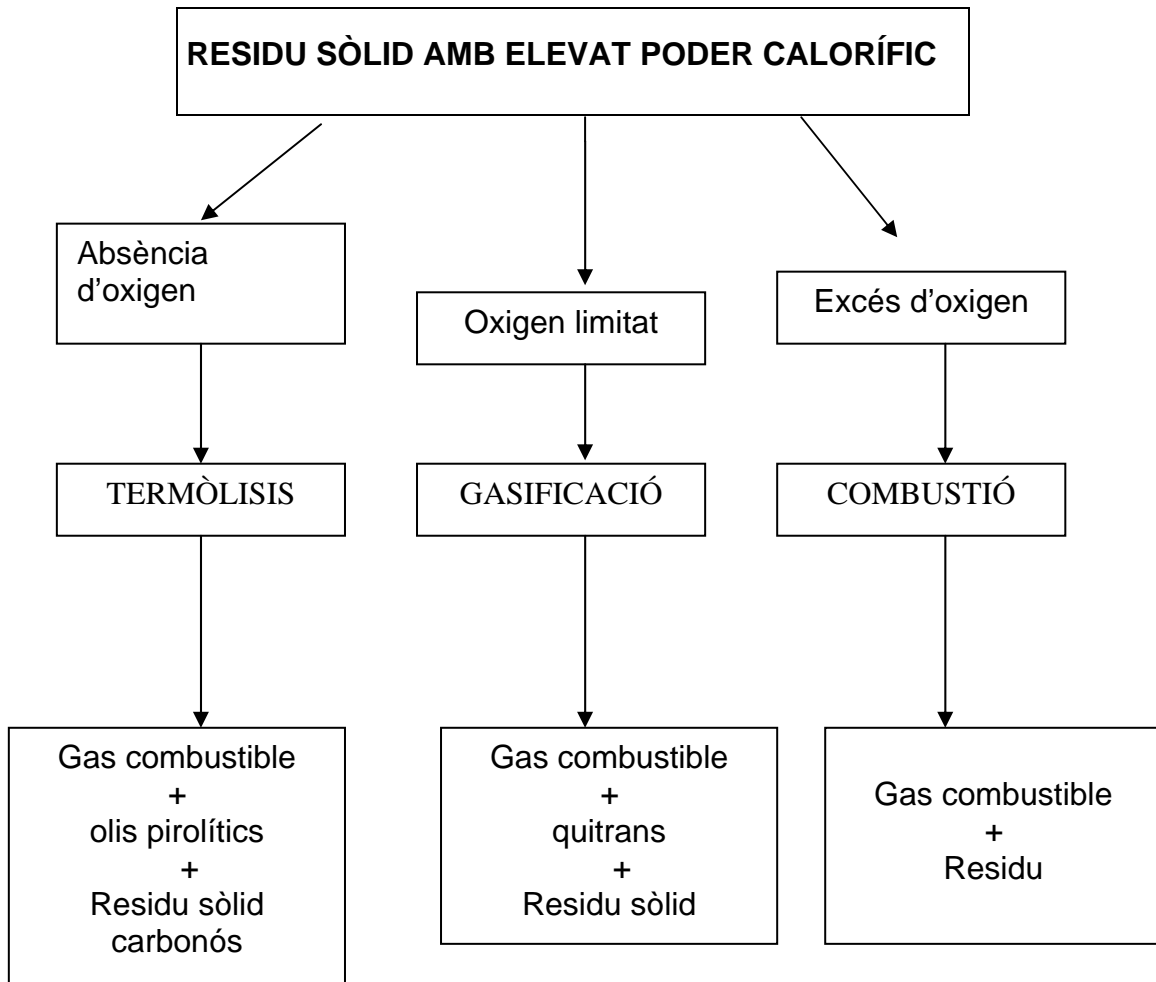 RESIDU SÒLID AMB ELEVAT PODER CALORÍFIC
Absència
d’oxigen
Oxigen limitat
Excés d’oxigen
TERMÒLISIS
GASIFICACIÓ
COMBUSTIÓ
Gas combustible
+
olis pirolítics
+
Residu sòlid
carbonós
Gas combustible
+
quitrans
+
Residu sòlid
Gas combustible
+
Residu